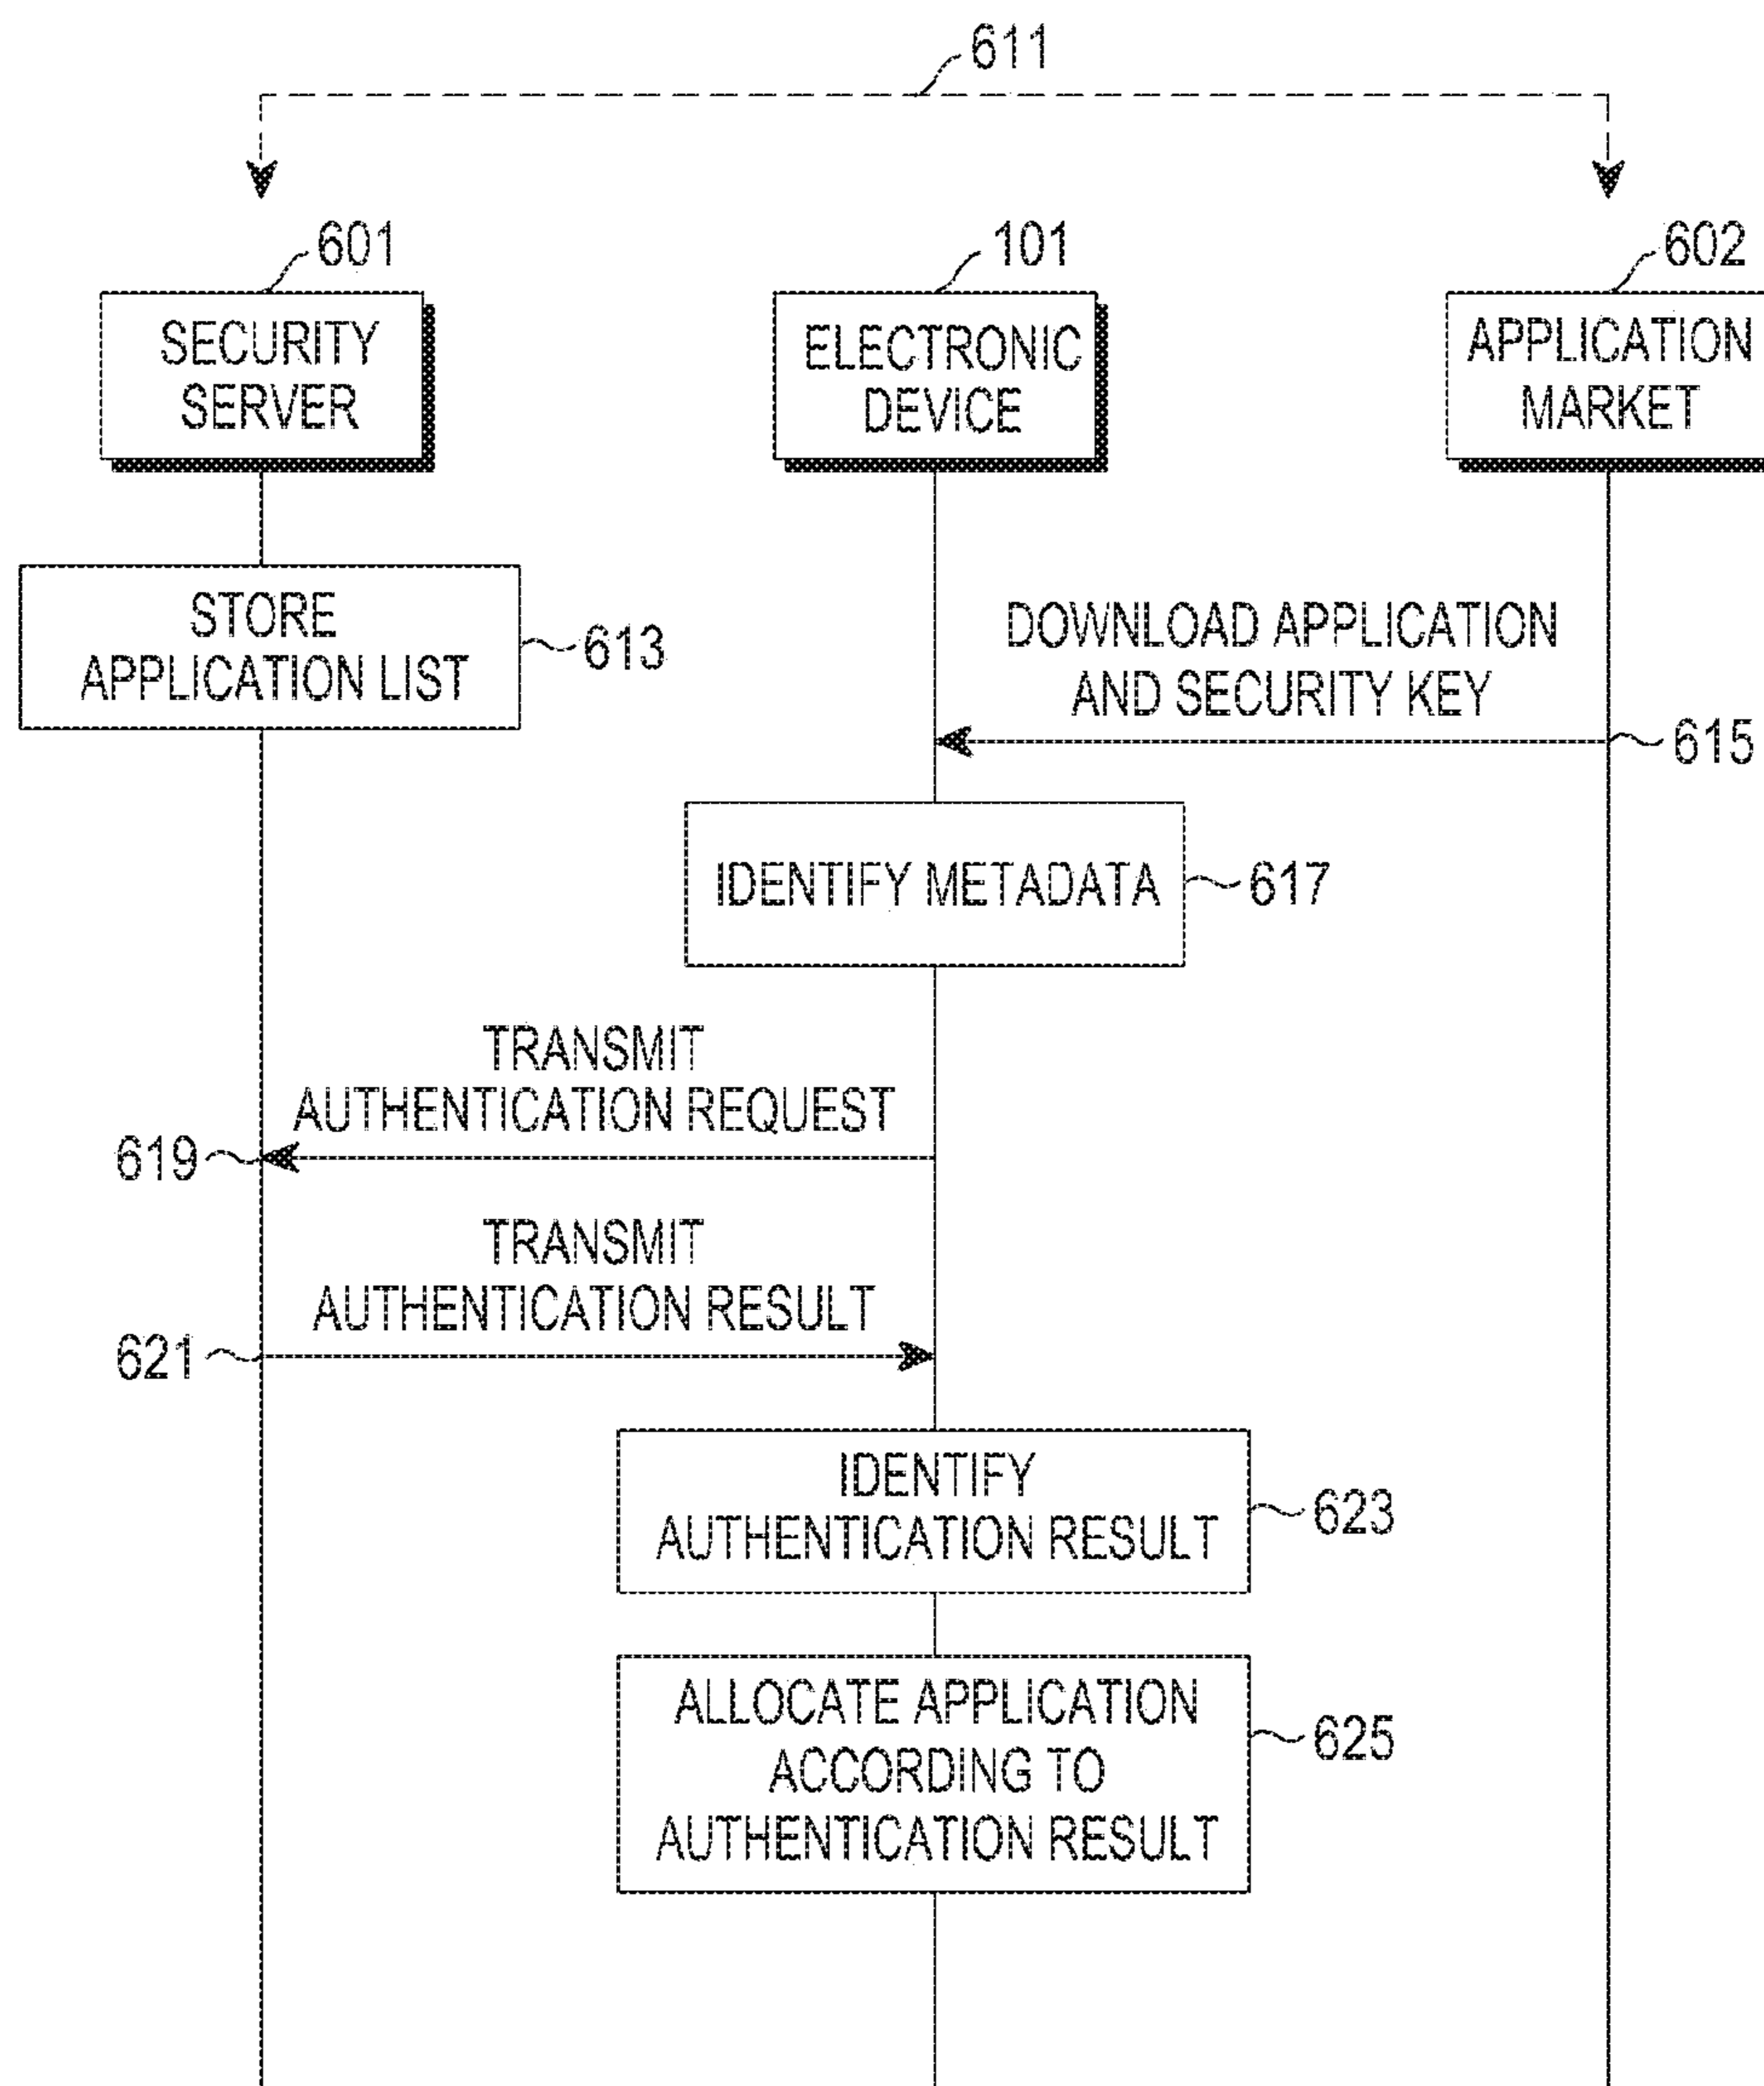 611
601
101
602
SECURITY
SERVER
ELECTRONIC
DEVICE
APPLICATION
MARKET
STORE
APPLICATION LIST
613
DOWNLOAD APPLICATION
AND SECURITY KEY
615
IDENTIFY METADATA
617
TRANSMIT
AUTHENTICATION REQUEST
619
TRANSMIT
AUTHENTICATION RESULT
621
IDENTIFY
AUTHENTICATION RESULT
623
ALLOCATE APPLICATION
ACCORDING TO
AUTHENTICATION RESULT
625